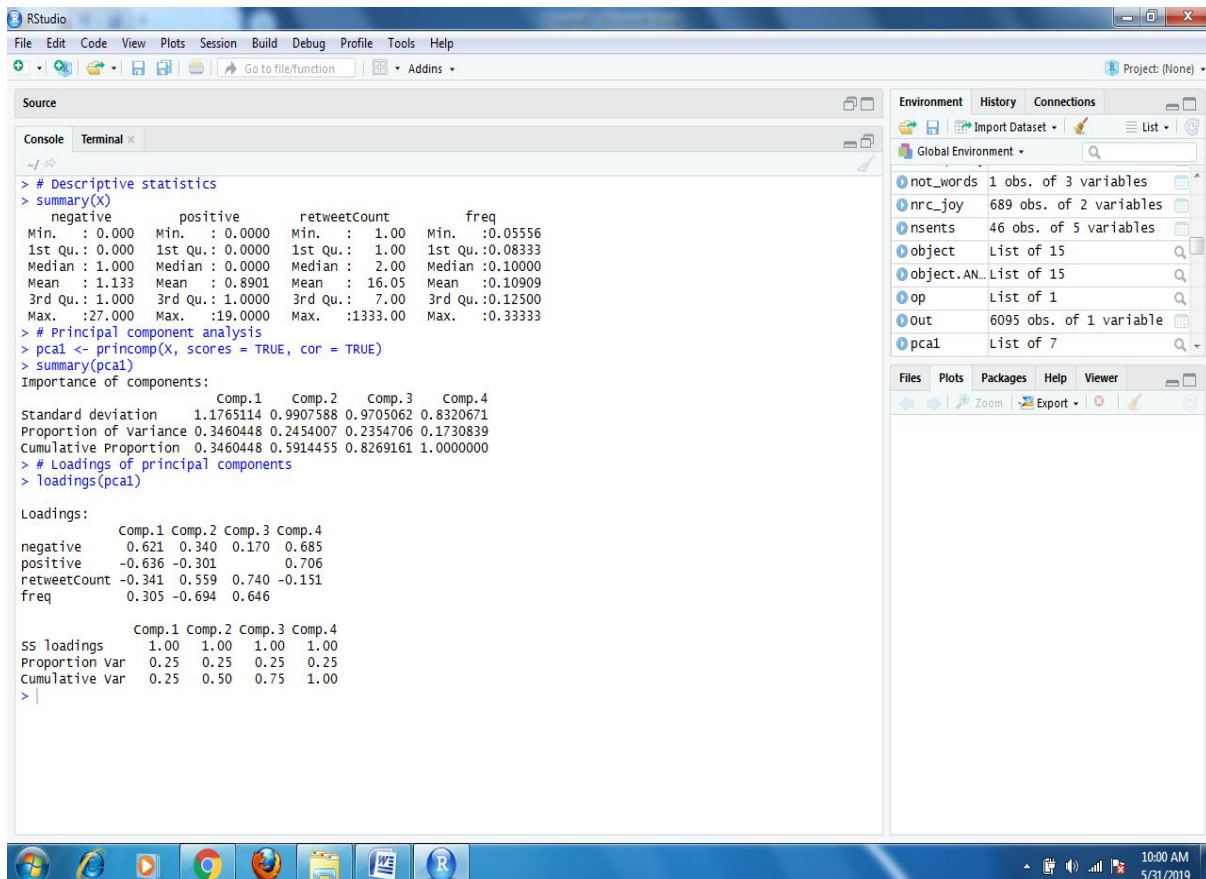 RStudio
File Edit Code View Plots Session Build Debug Profile Tools Help
Go to file/function Addins Project: (None)
Source
Console Terminal
~/
> # Descriptive statistics
> summary(X)
negative positive retweetCount freq
Min. : 0.000 Min. : 0.0000 Min. : 1.00 Min. :0.05556
1st Qu.: 0.000 1st Qu.: 0.0000 1st Qu.: 1.00 1st Qu.:0.08333
Median : 1.000 Median : 0.0000 Median : 2.00 Median :0.10000
Mean : 1.133 Mean : 0.8901 Mean : 16.05 Mean :0.10909
3rd Qu.: 1.000 3rd Qu.: 1.0000 3rd Qu.: 7.00 3rd Qu.:0.12500
Max. :27.000 Max. :19.0000 Max. :1333.00 Max. :0.33333
> # Principal component analysis
> pca1 <- princomp(X, scores = TRUE, cor = TRUE)
> summary(pca1)
Importance of components:
Comp.1 Comp.2 Comp.3 Comp.4
Standard deviation 1.1765114 0.9907588 0.9705062 0.8320671
Proportion of Variance 0.3460448 0.2454007 0.2354706 0.1730839
Cumulative Proportion 0.3460448 0.5914455 0.8269161 1.0000000
> # Loadings of principal components
> loadings(pca1)
Loadings:
Comp.1 Comp.2 Comp.3 Comp.4
negative 0.621 0.340 0.170 0.685
positive -0.636 -0.301 0.706
retweetCount -0.341 0.559 0.740 -0.151
freq 0.305 -0.694 0.646
Comp.1 Comp.2 Comp.3 Comp.4
SS loadings 1.00 1.00 1.00 1.00
Proportion Var 0.25 0.25 0.25 0.25
Cumulative Var 0.25 0.50 0.75 1.00
>
Environment History Connections
Import Dataset List
Global Environment
not_words 1 obs. of 3 variables
nrc_joy 689 obs. of 2 variables
nsents 46 obs. of 5 variables
object List of 15
object.AN… List of 15
op List of 1
Out 6095 obs. of 1 variable
pca1 List of 7
Files Plots Packages Help Viewer
Zoom Export
10:00 AM
5/31/2019